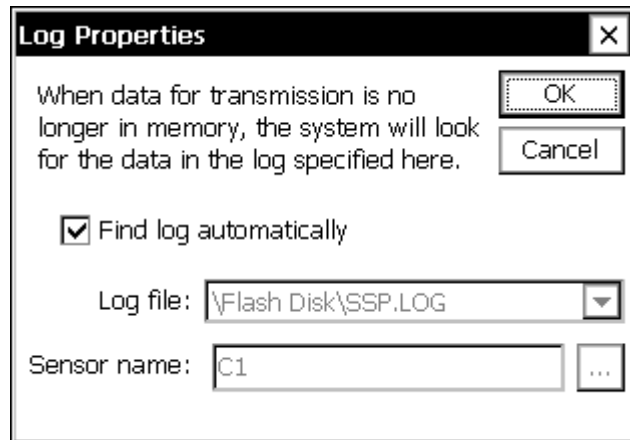 Log Properties
When data for transmission is no
longer in memory, the system will look
for the data in the log specified here.
OK
Cancel
Find log automatically
Log file: \Flash Disk\SSP.LOG
Sensor name: C1 ...